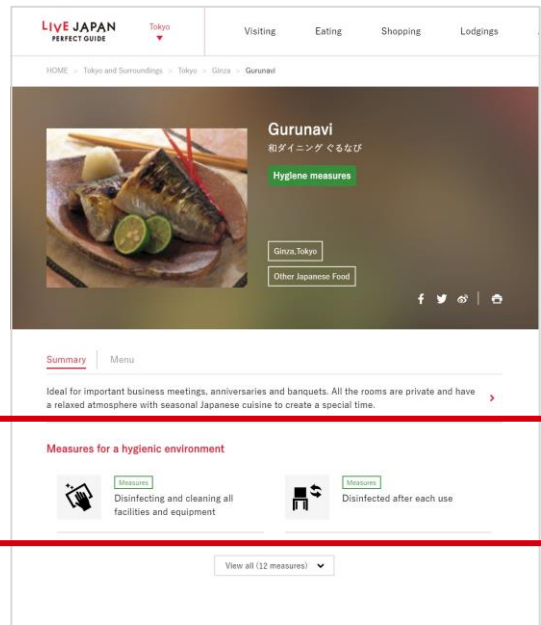 LIVE JAPAN
PERFECT GUIDE
Tokyo
Visiting
Eating
Shopping
Lodgings
HOME > Tokyo and Surroundings > Tokyo > Ginza > Gurunavi
Gurunavi
和ダイニング ぐるなび
Hygiene measures
Ginza,Tokyo
Other Japanese Food
Summary
Menu
Ideal for important business meetings, anniversaries and banquets. All the rooms are private and have
a relaxed atmosphere with seasonal Japanese cuisine to create a special time.
Measures for a hygienic environment
Measures
Disinfecting and cleaning all
facilities and equipment
Measures
Disinfected after each use
View all (12 measures)